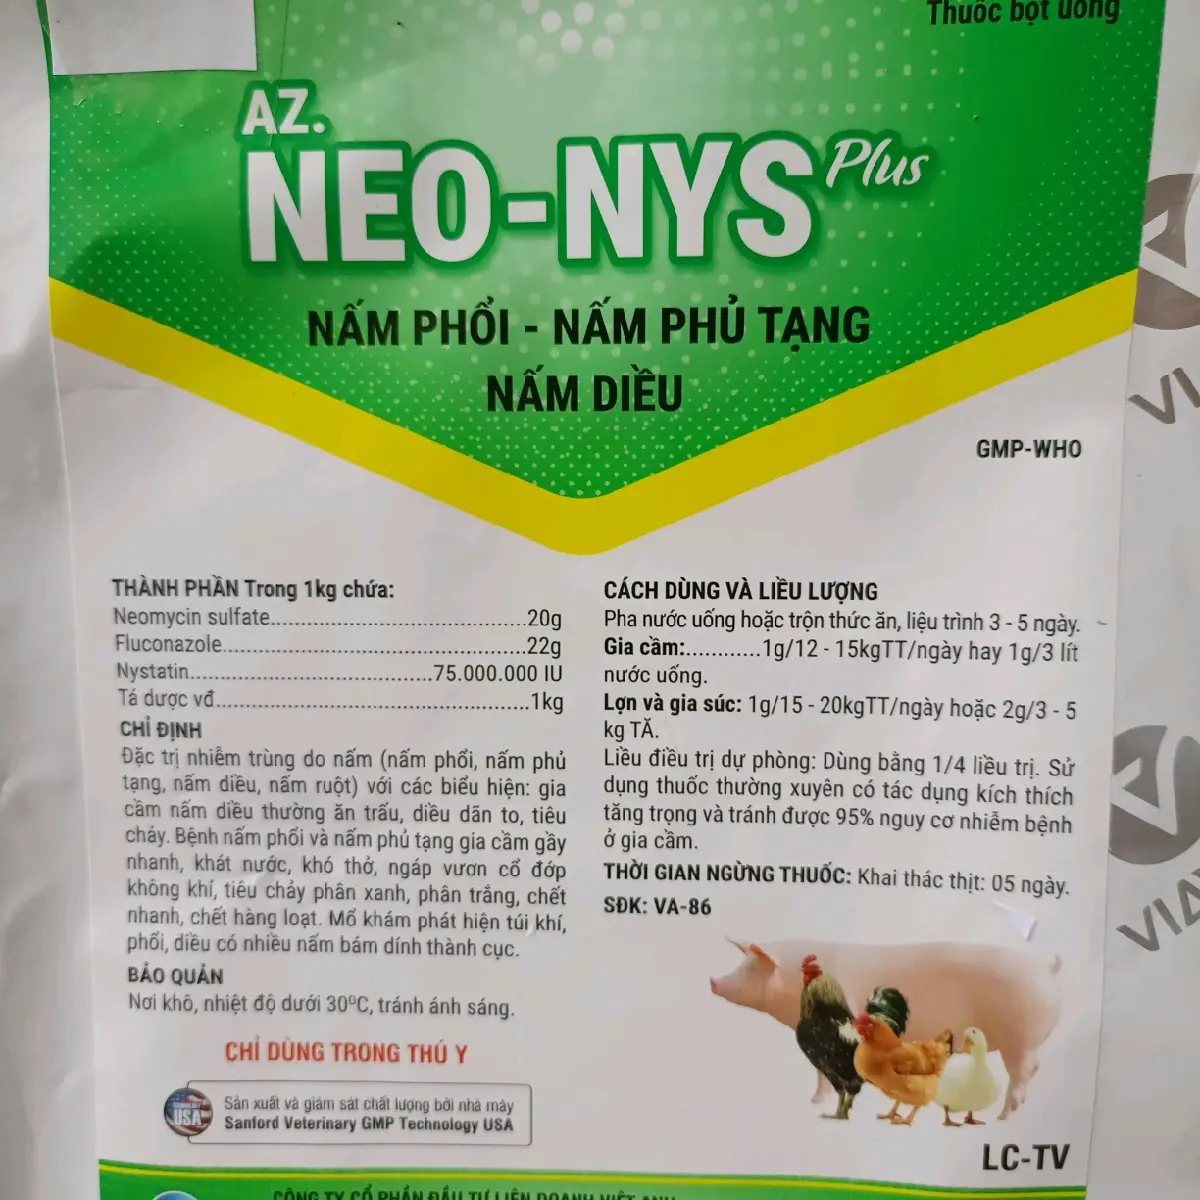 Thuốc bột uống
AZ.
NEO-NYS Plus
NẤM PHỔI - NẤM PHỦ TẠNG
NẤM DIỀU
GMP-WHO
THÀNH PHẦN Trong 1kg chứa:
Neomycin sulfate..........................................20g
Fluconazole..................................................22g
Nystatin........................................75.000.000 IU
Tá dược vđ....................................................1kg
CHỈ ĐỊNH
Đặc trị nhiễm trùng do nấm (nấm phổi, nấm phủ
tạng, nấm diều, nấm ruột) với các biểu hiện: gia
cầm nấm diều thường ăn trấu, diều dãn to, tiêu
chảy. Bệnh nấm phổi và nấm phủ tạng gia cầm gầy
nhanh, khát nước, khó thở, ngáp vươn cổ đớp
không khí, tiêu chảy phân xanh, phân trắng, chết
nhanh, chết hàng loạt. Mổ khám phát hiện túi khí,
phổi, diều có nhiều nấm bám dính thành cục.
BẢO QUẢN
Nơi khô, nhiệt độ dưới 30ºC, tránh ánh sáng.
CHỈ DÙNG TRONG THÚ Y
USA
Sản xuất và giám sát chất lượng bởi nhà máy
Sanford Veterinary GMP Technology USA
CÁCH DÙNG VÀ LIỀU LƯỢNG
Pha nước uống hoặc trộn thức ăn, liệu trình 3 - 5 ngày.
Gia cầm:............1g/12 - 15kgTT/ngày hay 1g/3 lít
nước uống.
Lợn và gia súc: 1g/15 - 20kgTT/ngày hoặc 2g/3 - 5
kg TĂ.
Liều điều trị dự phòng: Dùng bằng 1/4 liều trị. Sử
dụng thuốc thường xuyên có tác dụng kích thích
tăng trọng và tránh được 95% nguy cơ nhiễm bệnh
ở gia cầm.
THỜI GIAN NGỪNG THUỐC: Khai thác thịt: 05 ngày.
SĐK: VA-86
LC-TV
CÔNG TY CỔ PHẦN ĐẦU TƯ LIÊN DOANH VIỆT ANH